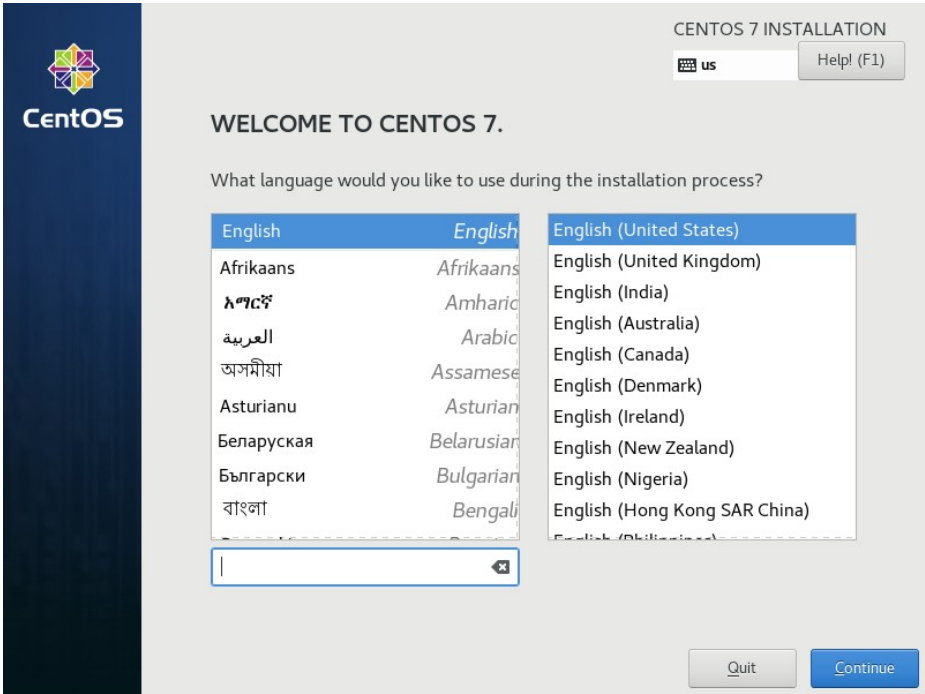 CentOS
CENTOS 7 INSTALLATION
us
Help! (F1)
WELCOME TO CENTOS 7.
What language would you like to use during the installation process?
English English
Afrikaans Afrikaans
አማርኛ Amharic
العربية Arabic
অসমীয়া Assamese
Asturianu Asturian
Беларуская Belarusian
Български Bulgarian
বাংলা Bengali
English (United States)
English (United Kingdom)
English (India)
English (Australia)
English (Canada)
English (Denmark)
English (Ireland)
English (New Zealand)
English (Nigeria)
English (Hong Kong SAR China)
English (Philippines)
Quit
Continue